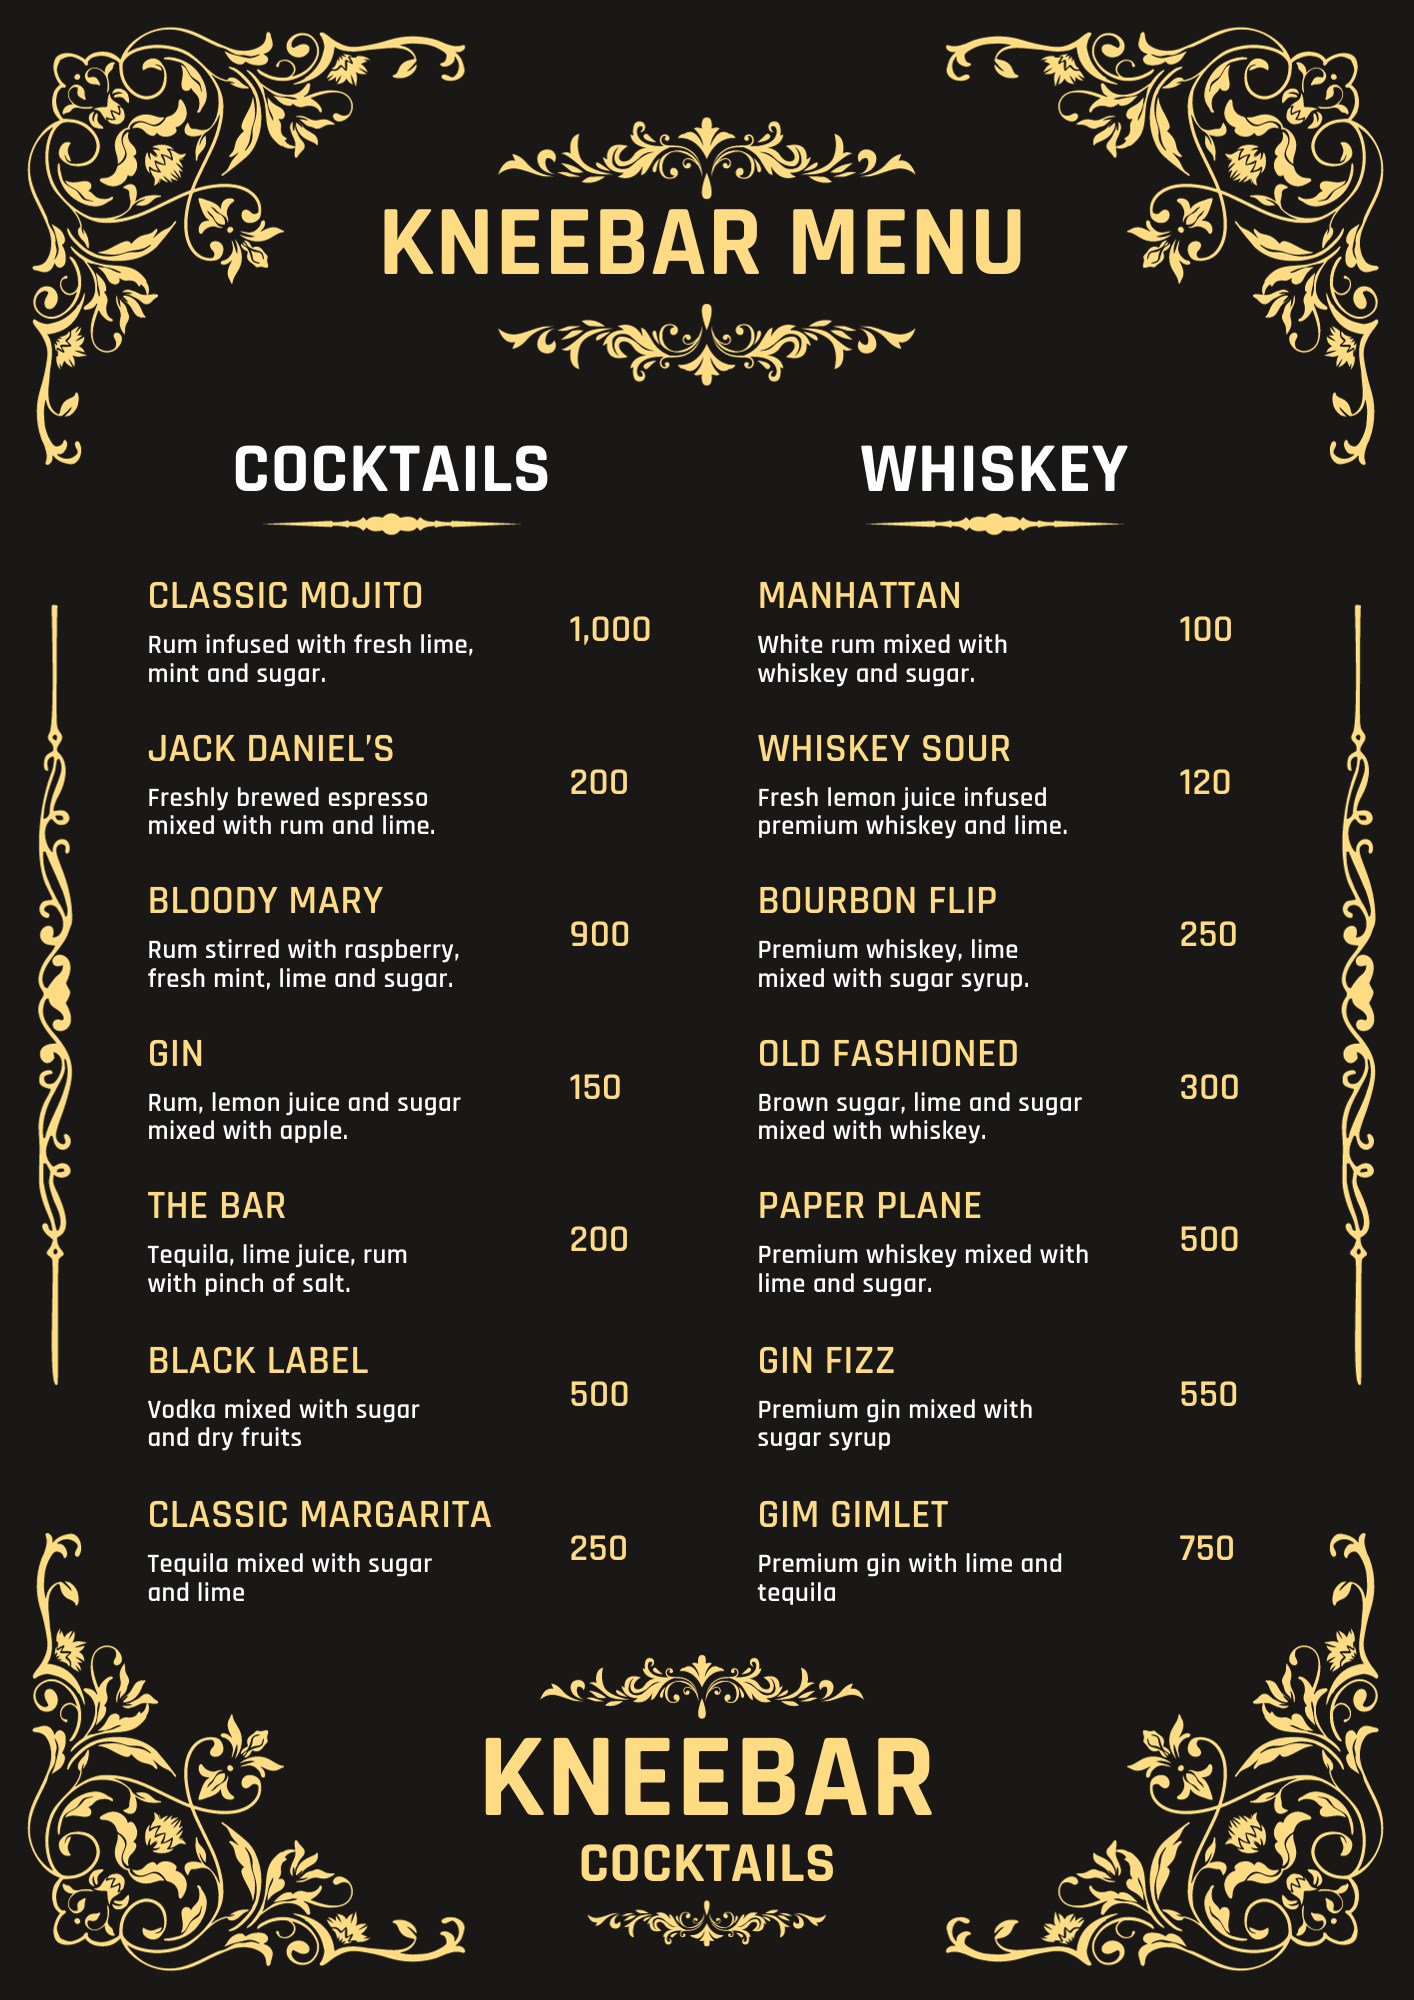 KNEEBAR MENU
COCKTAILS
CLASSIC MOJITO
1,000
Rum infused with fresh lime,
mint and sugar.
JACK DANIEL'S
200
Freshly brewed espresso
mixed with rum and lime.
BLOODY MARY
900
Rum stirred with raspberry,
fresh mint, lime and sugar.
GIN
150
Rum, lemon juice and sugar
mixed with apple.
THE BAR
200
Tequila, lime juice, rum
with pinch of salt.
BLACK LABEL
500
Vodka mixed with sugar
and dry fruits
CLASSIC MARGARITA
250
Tequila mixed with sugar
and lime
WHISKEY
MANHATTAN
100
White rum mixed with
whiskey and sugar.
WHISKEY SOUR
120
Fresh lemon juice infused
premium whiskey and lime.
BOURBON FLIP
250
Premium whiskey, lime
mixed with sugar syrup.
OLD FASHIONED
300
Brown sugar, lime and sugar
mixed with whiskey.
PAPER PLANE
500
Premium whiskey mixed with
lime and sugar.
GIN FIZZ
550
Premium gin mixed with
sugar syrup
GIM GIMLET
750
Premium gin with lime and
tequila
KNEEBAR
COCKTAILS